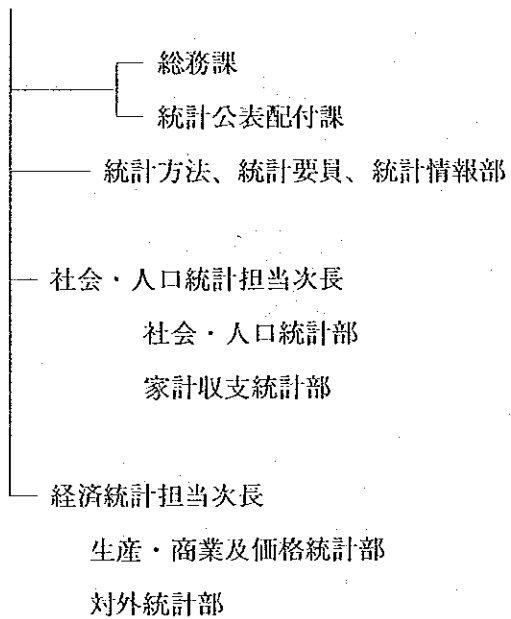 総務課
統計公表配付課
統計方法、統計要員、統計情報部
社会・人口統計担当次長
社会・人口統計部
家計収支統計部
経済統計担当次長
生産・商業及価格統計部
対外統計部